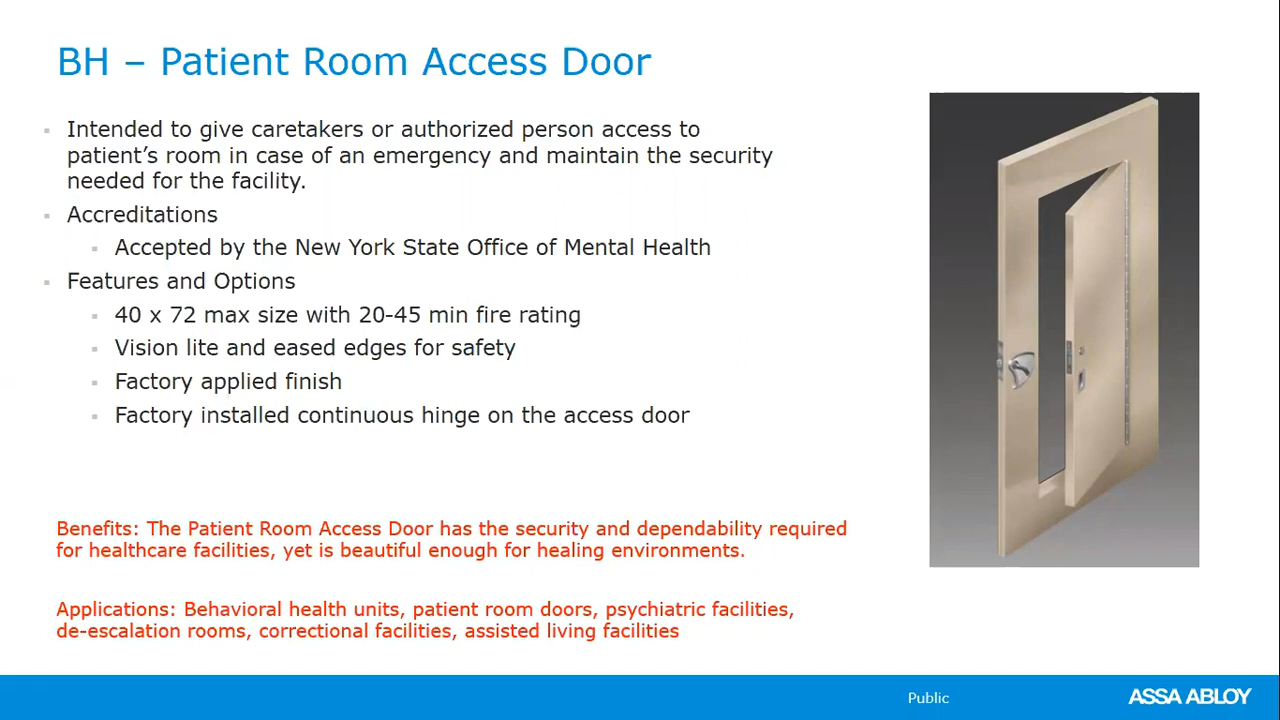 BH – Patient Room Access Door
Intended to give caretakers or authorized person access to
patient’s room in case of an emergency and maintain the security
needed for the facility.
Accreditations
Accepted by the New York State Office of Mental Health
Features and Options
40 x 72 max size with 20-45 min fire rating
Vision lite and eased edges for safety
Factory applied finish
Factory installed continuous hinge on the access door
Benefits: The Patient Room Access Door has the security and dependability required
for healthcare facilities, yet is beautiful enough for healing environments.
Applications: Behavioral health units, patient room doors, psychiatric facilities,
de-escalation rooms, correctional facilities, assisted living facilities
Public
ASSA ABLOY